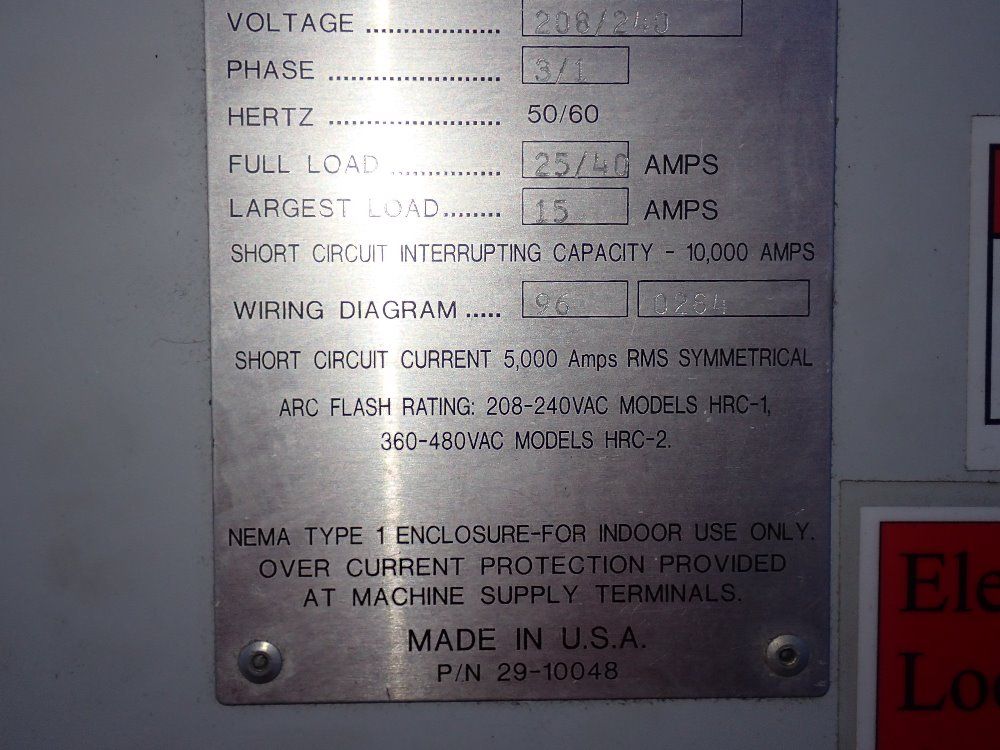 VOLTAGE .................. 208/240
PHASE ....................... 3/1
HERTZ ....................... 50/60
FULL LOAD ............... 25/40 AMPS
LARGEST LOAD........ 15 AMPS
SHORT CIRCUIT INTERRUPTING CAPACITY - 10,000 AMPS
WIRING DIAGRAM ..... 96 0264
SHORT CIRCUIT CURRENT 5,000 Amps RMS SYMMETRICAL
ARC FLASH RATING: 208-240VAC MODELS HRC-1,
360-480VAC MODELS HRC-2.
NEMA TYPE 1 ENCLOSURE-FOR INDOOR USE ONLY.
OVER CURRENT PROTECTION PROVIDED
AT MACHINE SUPPLY TERMINALS.
MADE IN U.S.A.
P/N 29-10048
Ele
Lo